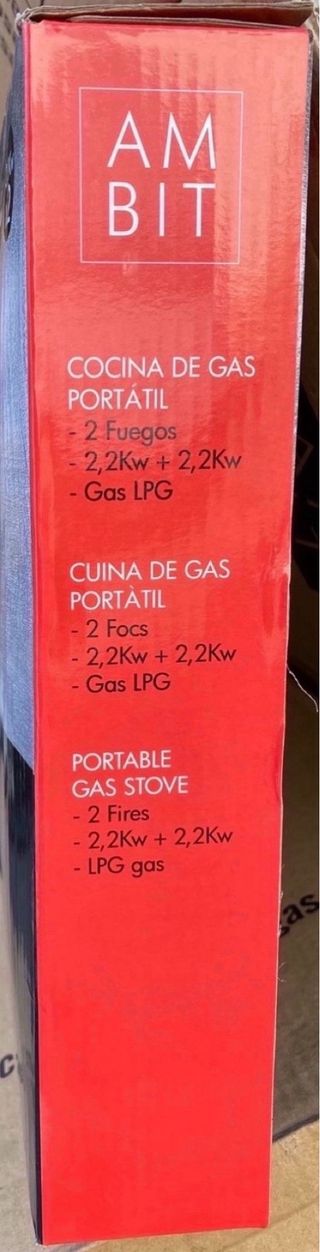 AM
BIT
COCINA DE GAS
PORTÁTIL
- 2 Fuegos
- 2,2Kw + 2,2Kw
- Gas LPG
CUINA DE GAS
PORTÀTIL
- 2 Focs
- 2,2Kw + 2,2Kw
- Gas LPG
PORTABLE
GAS STOVE
- 2 Fires
- 2,2Kw + 2,2Kw
- LPG gas